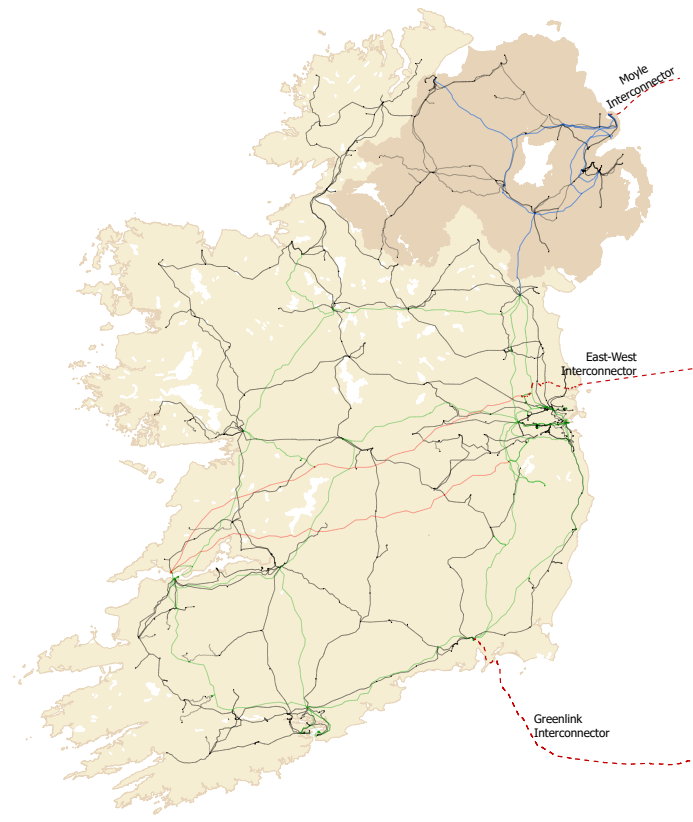 Moyle
Interconnector
East-West
Interconnector
Greenlink
Interconnector